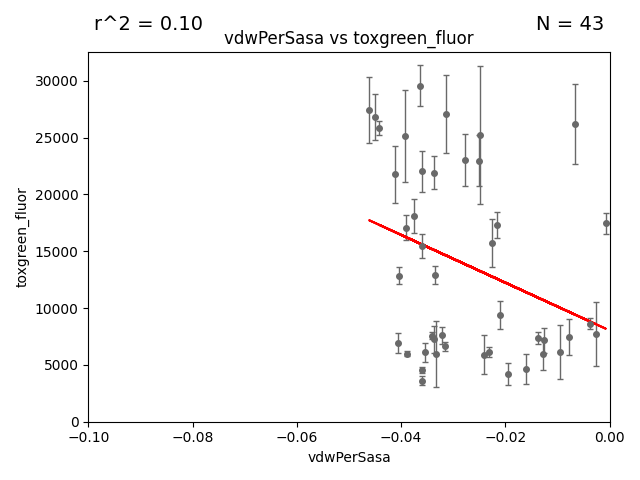 r^2 = 0.10
N = 43
vdwPerSasa vs toxgreen_fluor
30000
25000
20000
15000
10000
5000
0
toxgreen_fluor
−0.10
−0.08
−0.06
−0.04
−0.02
0.00
vdwPerSasa